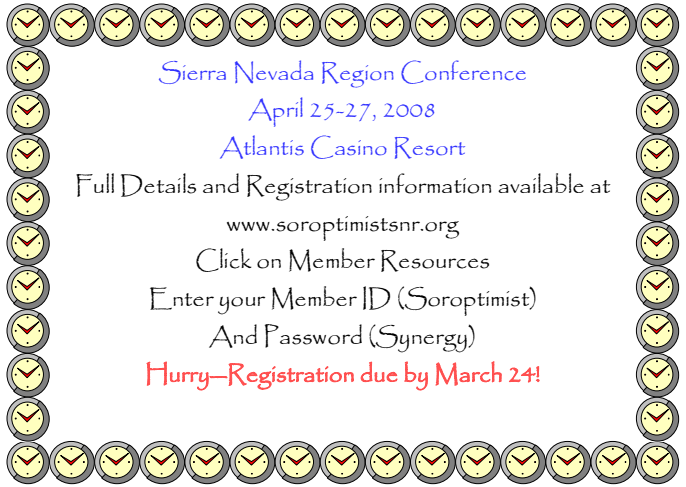 Sierra Nevada Region Conference
April 25-27, 2008
Atlantis Casino Resort
Full Details and Registration information available at
www.soroptimistsnr.org
Click on Member Resources
Enter your Member ID (Soroptimist)
And Password (Synergy)
Hurry—Registration due by March 24!